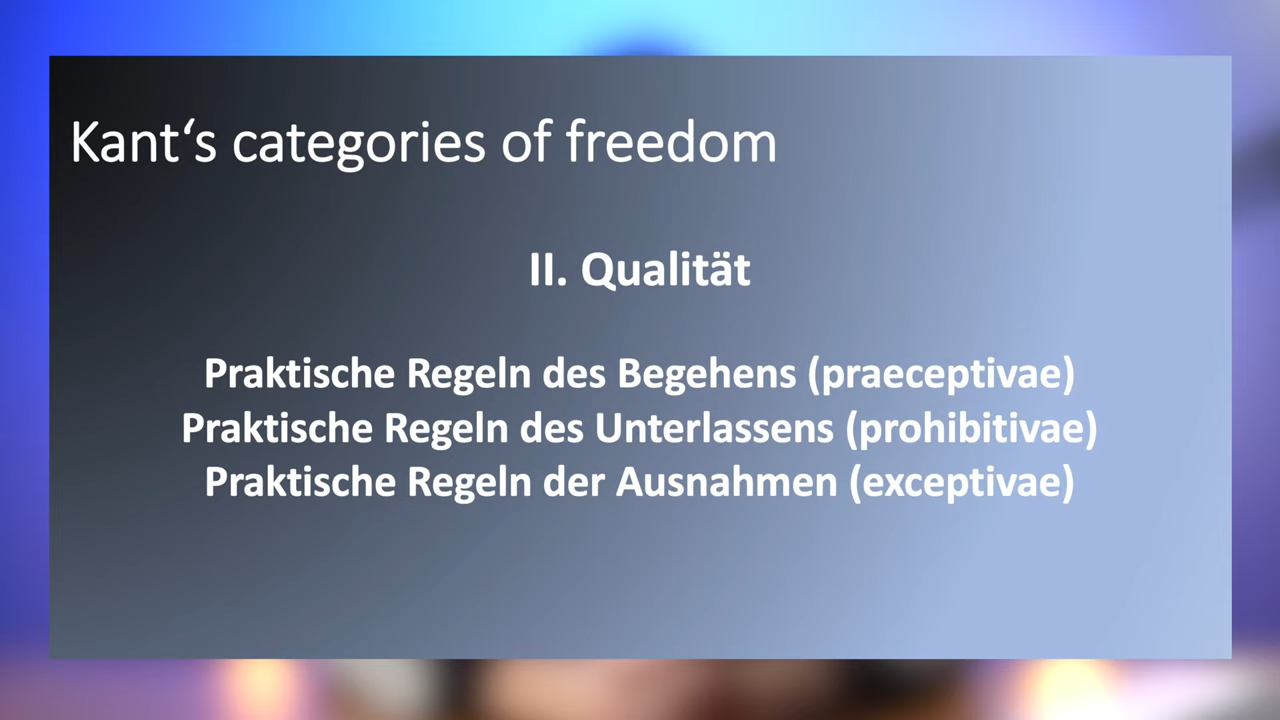 Kant‘s categories of freedom
II. Qualität
Praktische Regeln des Begehens (praeceptivae)
Praktische Regeln des Unterlassens (prohibitivae)
Praktische Regeln der Ausnahmen (exceptivae)